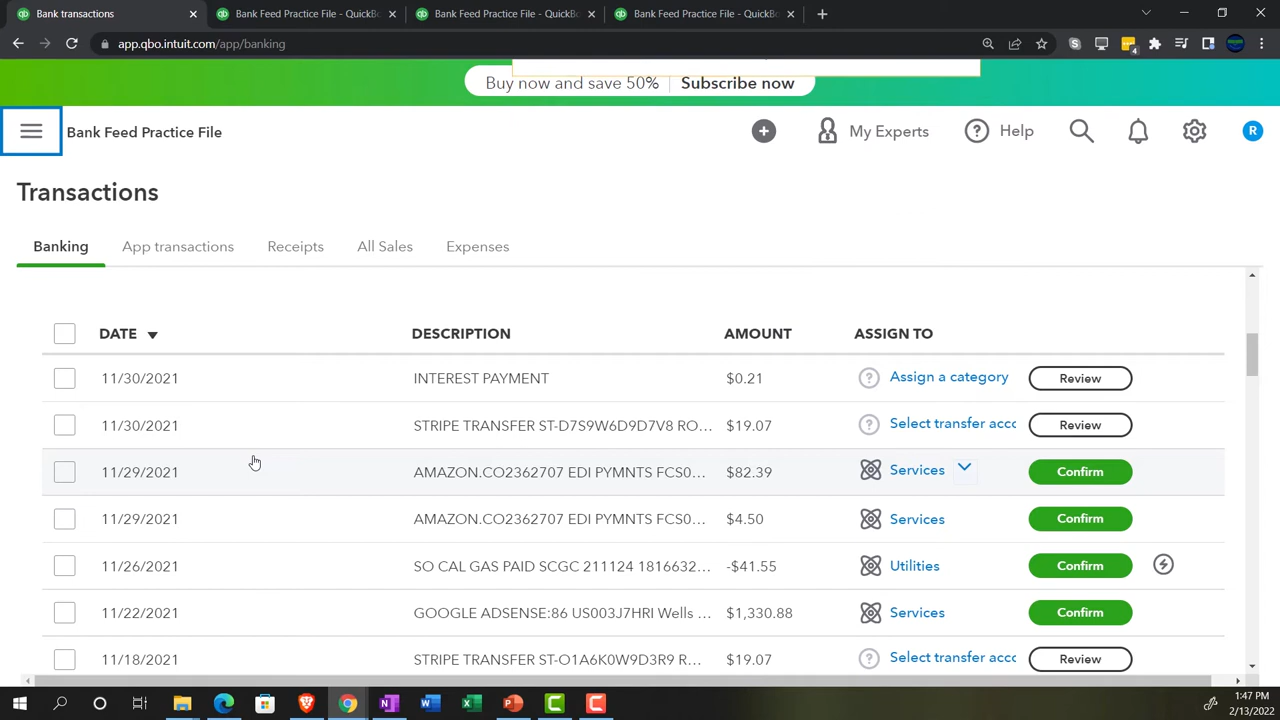 Banking transactions
Bank Feed Practice File - QuickBo
Bank Feed Practice File - QuickBo
Bank Feed Practice File - QuickBo
app.qbo.intuit.com/app/banking
4
Buy now and save 50% Subscribe now
Bank Feed Practice File
My Experts
Help
R
Transactions
Banking App transactions Receipts All Sales Expenses
DATE DESCRIPTION AMOUNT ASSIGN TO
11/30/2021 INTEREST PAYMENT $0.21 Assign a category Review
11/30/2021 STRIPE TRANSFER ST-D7S9W6D9D7V8 RO... $19.07 Select transfer acco Review
11/29/2021 AMAZON.CO2362707 EDI PYMNTS FCS0... $82.39 Services Confirm
11/29/2021 AMAZON.CO2362707 EDI PYMNTS FCS0... $4.50 Services Confirm
11/26/2021 SO CAL GAS PAID SCGC 211124 1816632... -$41.55 Utilities Confirm
11/22/2021 GOOGLE ADSENSE:86 US003J7HRI Wells ... $1,330.88 Services Confirm
11/18/2021 STRIPE TRANSFER ST-O1A6K0W9D3R9 R... $19.07 Select transfer acco Review
1:47 PM
2/13/2022